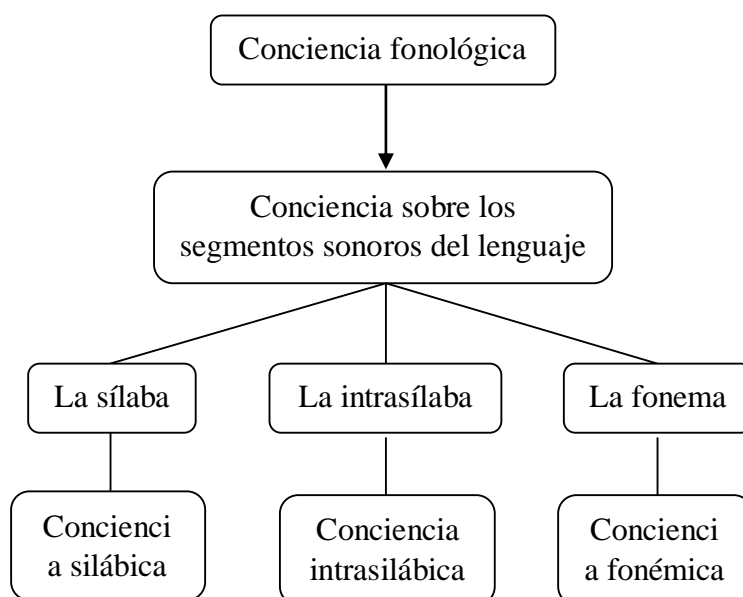 Conciencia fonológica
Conciencia sobre los
segmentos sonoros del lenguaje
La sílaba
La intrasílaba
La fonema
Concienci
a silábica
Conciencia
intrasilábica
Concienci
a fonémica